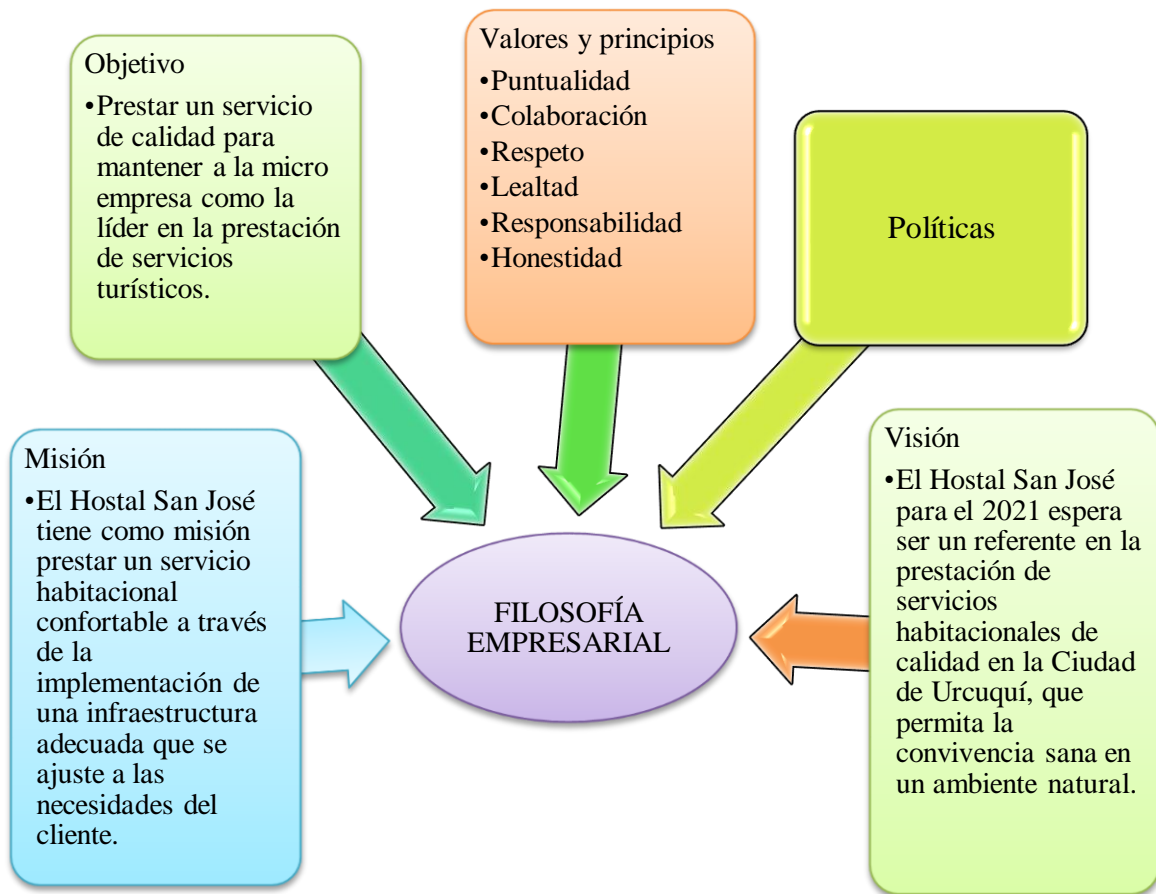 Objetivo
•Prestar un servicio
de calidad para
mantener a la micro
empresa como la
líder en la prestación
de servicios
turísticos.
Valores y principios
•Puntualidad
•Colaboración
•Respeto
•Lealtad
•Responsabilidad
•Honestidad
Políticas
Misión
•El Hostal San José
tiene como misión
prestar un servicio
habitacional
confortable a través
de la
implementación de
una infraestructura
adecuada que se
ajuste a las
necesidades del
cliente.
FILOSOFÍA
EMPRESARIAL
Visión
•El Hostal San José
para el 2021 espera
ser un referente en la
prestación de
servicios
habitacionales de
calidad en la Ciudad
de Urcuquí, que
permita la
convivencia sana en
un ambiente natural.